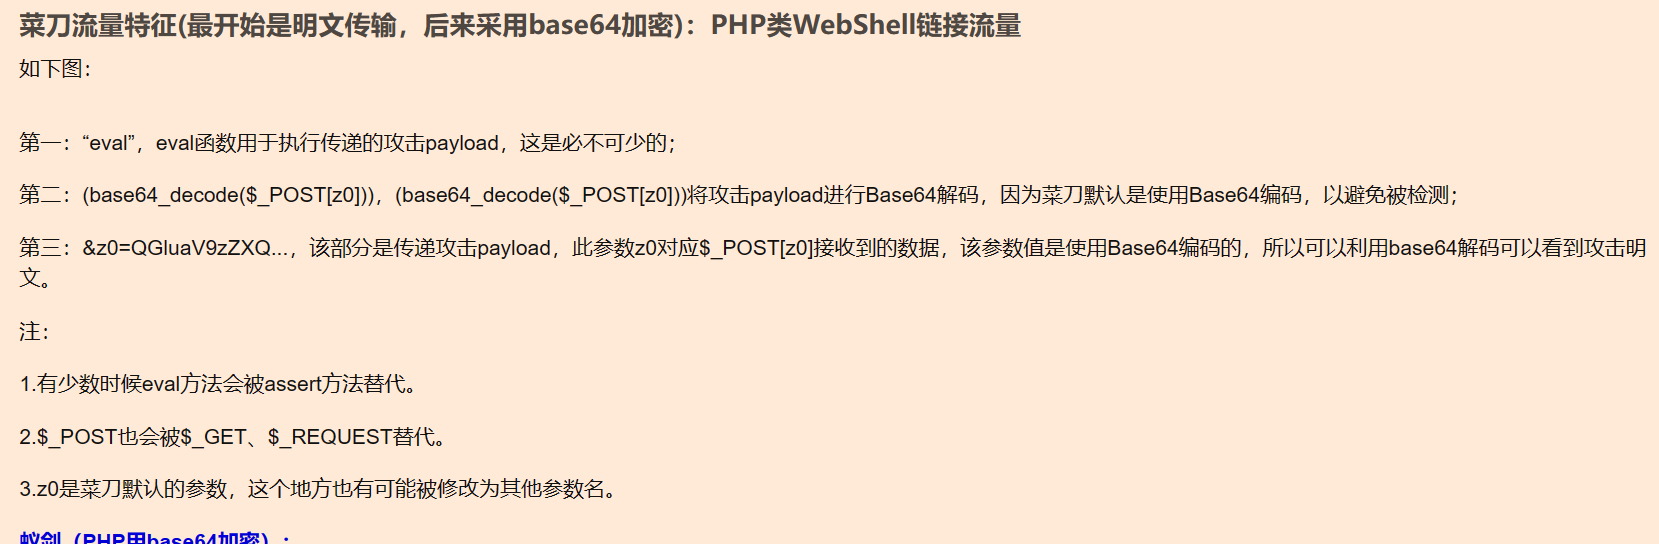 菜刀流量特征(最开始是明文传输，后来采用base64加密)：PHP类WebShell链接流量
如下图：
第一：“eval”，eval函数用于执行传递的攻击payload，这是必不可少的；
第二：(base64_decode($_POST[z0]))，(base64_decode($_POST[z0]))将攻击payload进行Base64解码，因为菜刀默认是使用Base64编码，以避免被检测；
第三：&z0=QGluaV9zZXQ...，该部分是传递攻击payload，此参数z0对应$_POST[z0]接收到的数据，该参数值是使用Base64编码的，所以可以利用base64解码可以看到攻击明
文。
注：
1.有少数时候eval方法会被assert方法替代。
2.$_POST也会被$_GET、$_REQUEST替代。
3.z0是菜刀默认的参数，这个地方也有可能被修改为其他参数名。
蚁剑（PHP用base64加密）：